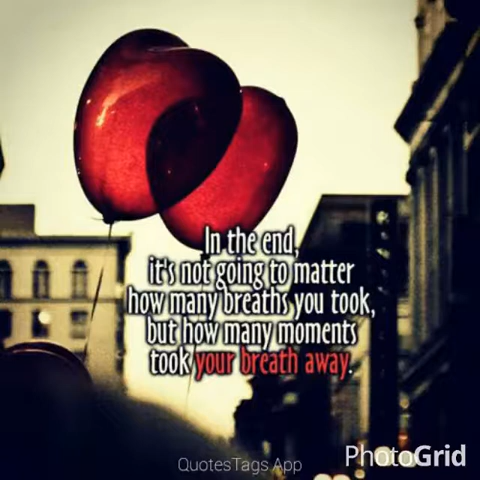 In the end,
it's not going to matter
how many breaths you took,
but how many moments
took your breath away.
QuotesTags App
PhotoGrid